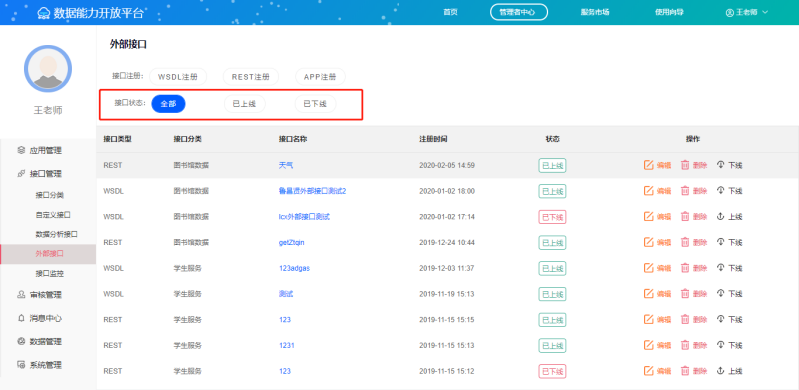 数据能力开放平台 首页 管理者中心 服务市场 使用向导 王老师
王老师
应用管理
接口管理
接口分类
自定义接口
数据分析接口
外部接口
接口监控
审核管理
消息中心
数据管理
系统管理
外部接口
接口注册: WSDL注册 REST注册 APP注册
接口状态: 全部 已上线 已下线
接口类型 接口分类 接口名称 注册时间 状态 操作
REST 图书馆数据 天气 2020-02-05 14:59 已上线 编辑 删除 下线
WSDL 图书馆数据 鲁昌贤外部接口测试2 2020-01-02 18:00 已上线 编辑 删除 下线
WSDL 图书馆数据 lcx外部接口测试 2020-01-02 17:14 已下线 编辑 删除 上线
REST 图书馆数据 getZtqin 2019-12-24 10:44 已上线 编辑 删除 下线
WSDL 学生服务 123adgas 2019-12-03 11:37 已上线 编辑 删除 下线
WSDL 学生服务 测试 2019-11-19 15:13 已上线 编辑 删除 下线
REST 学生服务 123 2019-11-15 15:15 已上线 编辑 删除 下线
REST 学生服务 1231 2019-11-15 15:13 已上线 编辑 删除 下线
REST 学生服务 123 2019-11-15 15:12 已下线 编辑 删除 上线